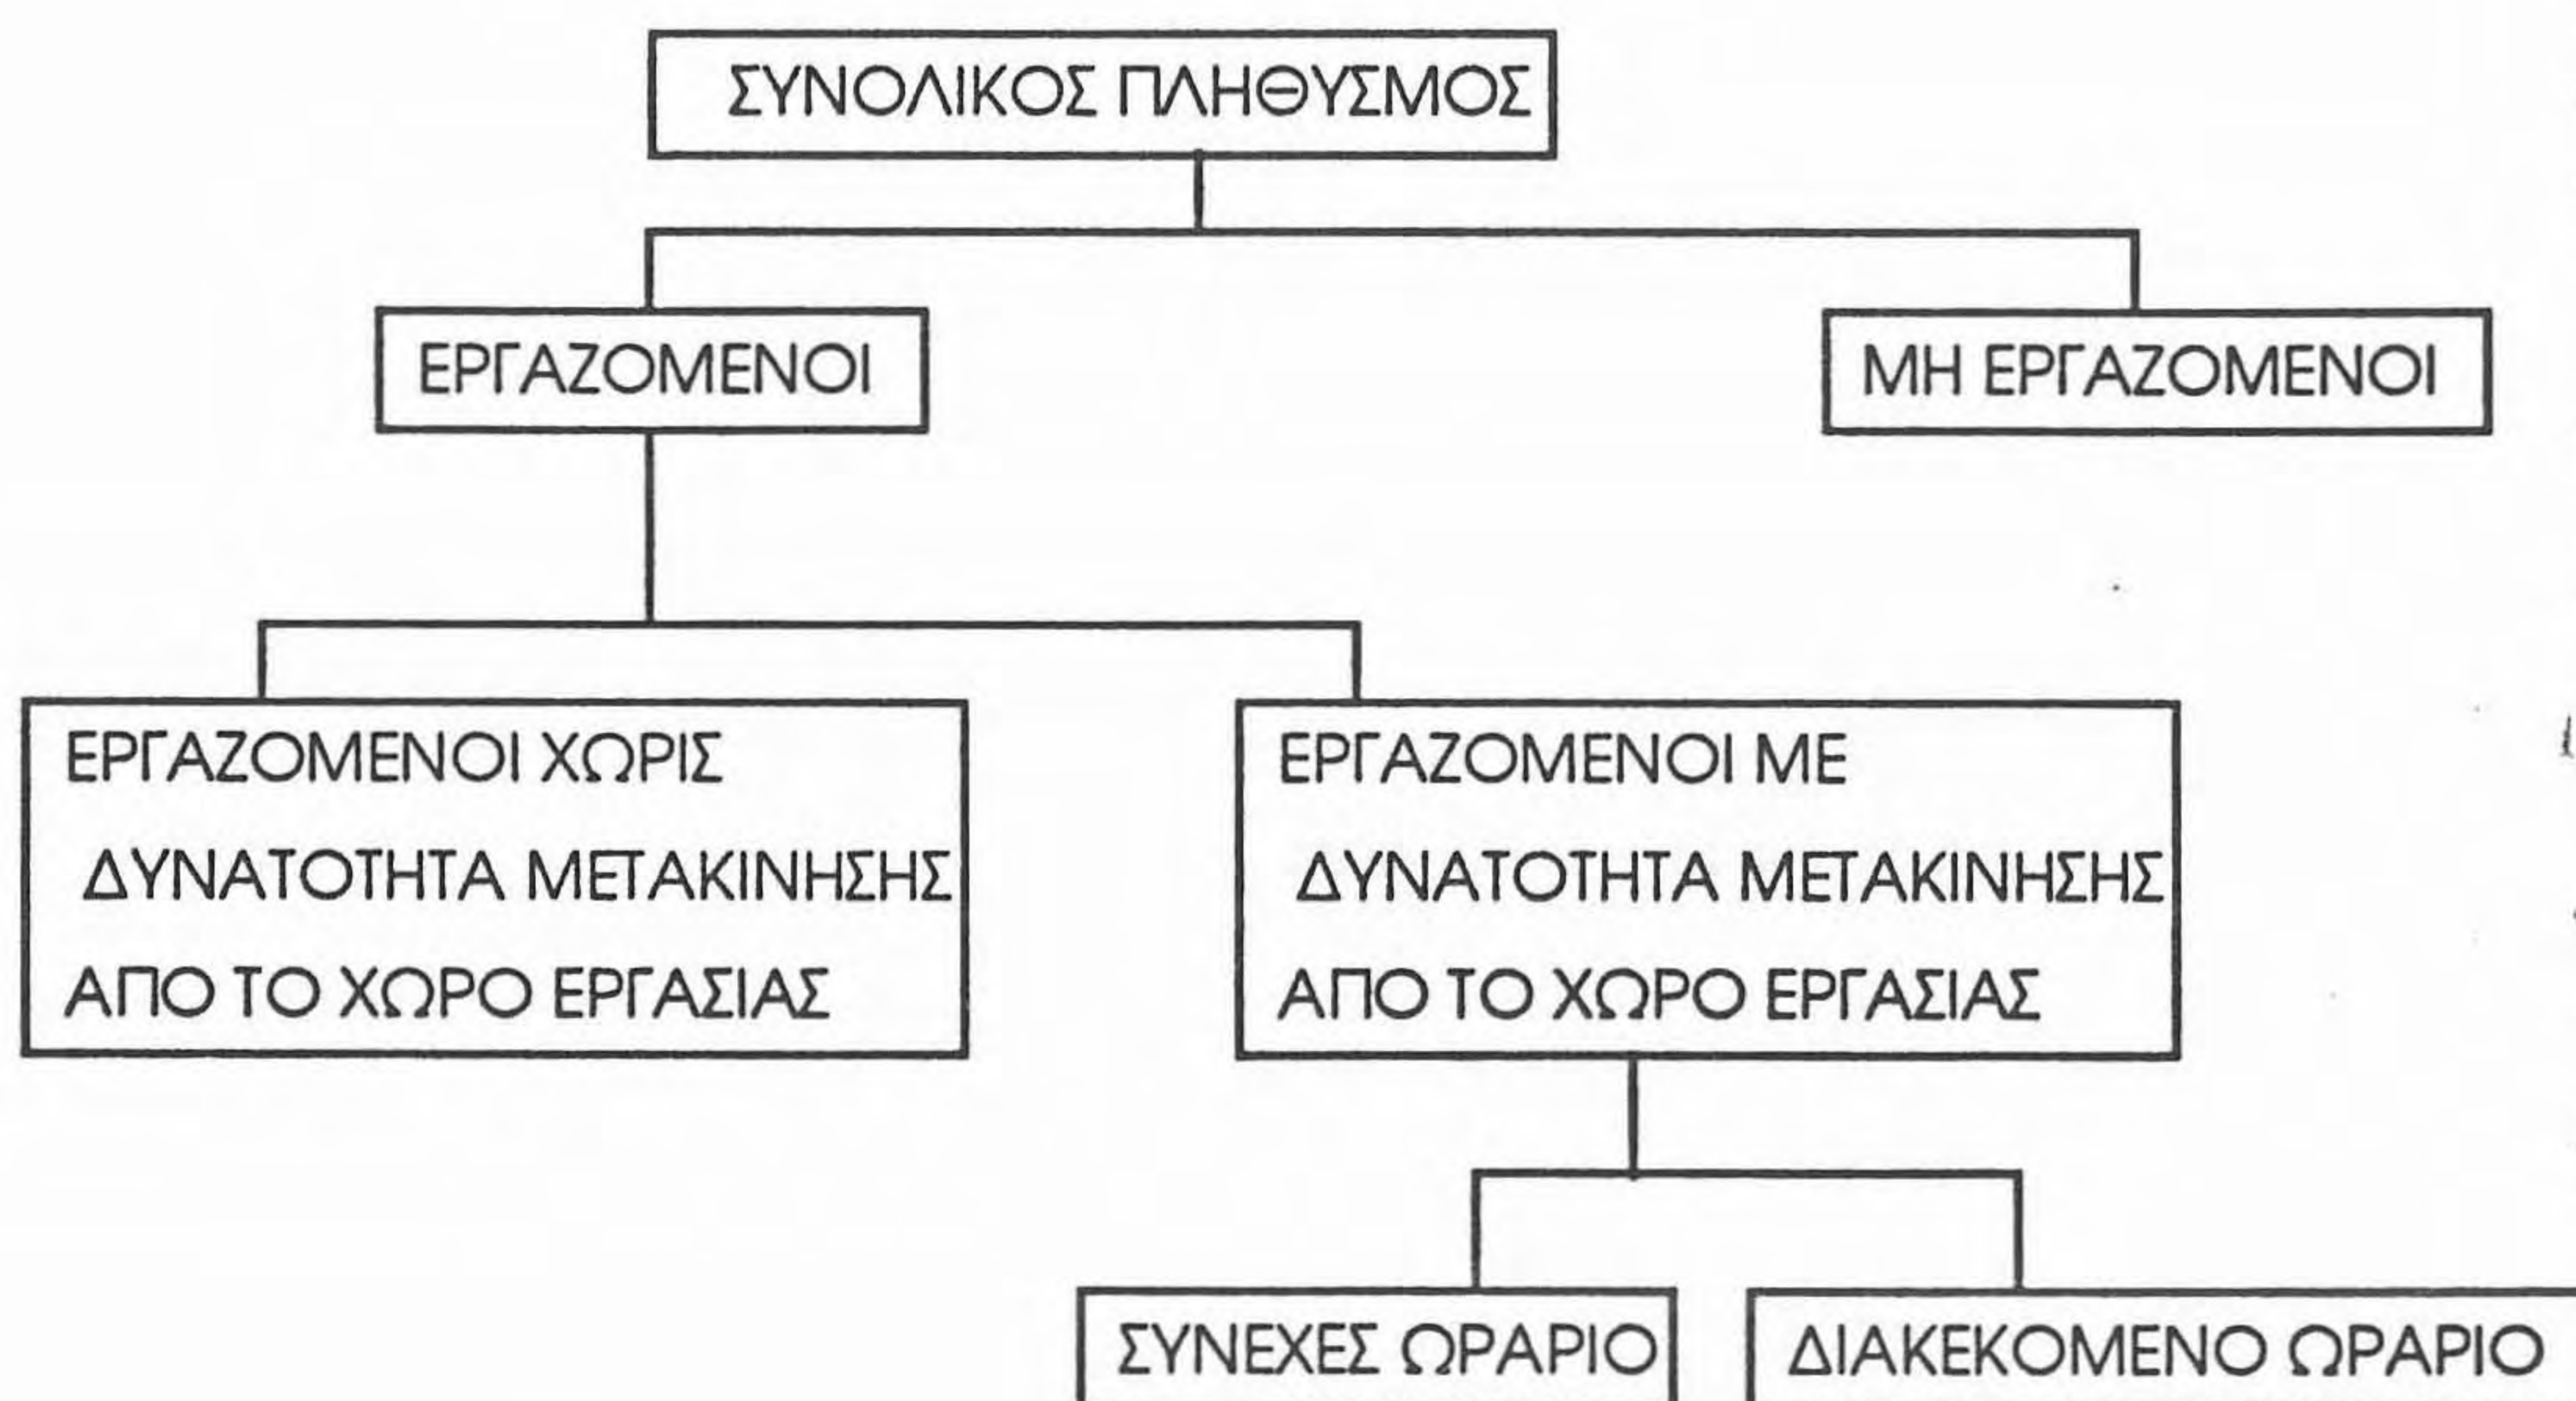 ΣΥΝΟΛΙΚΟΣ ΠΛΗΘΥΣΜΟΣ
ΕΡΓΑΖΟΜΕΝΟΙ
ΜΗ ΕΡΓΑΖΟΜΕΝΟΙ
ΕΡΓΑΖΟΜΕΝΟΙ ΧΩΡΙΣ
ΔΥΝΑΤΟΤΗΤΑ ΜΕΤΑΚΙΝΗΣΗΣ
ΑΠΟ ΤΟ ΧΩΡΟ ΕΡΓΑΣΙΑΣ
ΕΡΓΑΖΟΜΕΝΟΙ ΜΕ
ΔΥΝΑΤΟΤΗΤΑ ΜΕΤΑΚΙΝΗΣΗΣ
ΑΠΟ ΤΟ ΧΩΡΟ ΕΡΓΑΣΙΑΣ
ΣΥΝΕΧΕΣ ΩΡΑΡΙΟ
ΔΙΑΚΕΚΟΜΕΝΟ ΩΡΑΡΙΟ